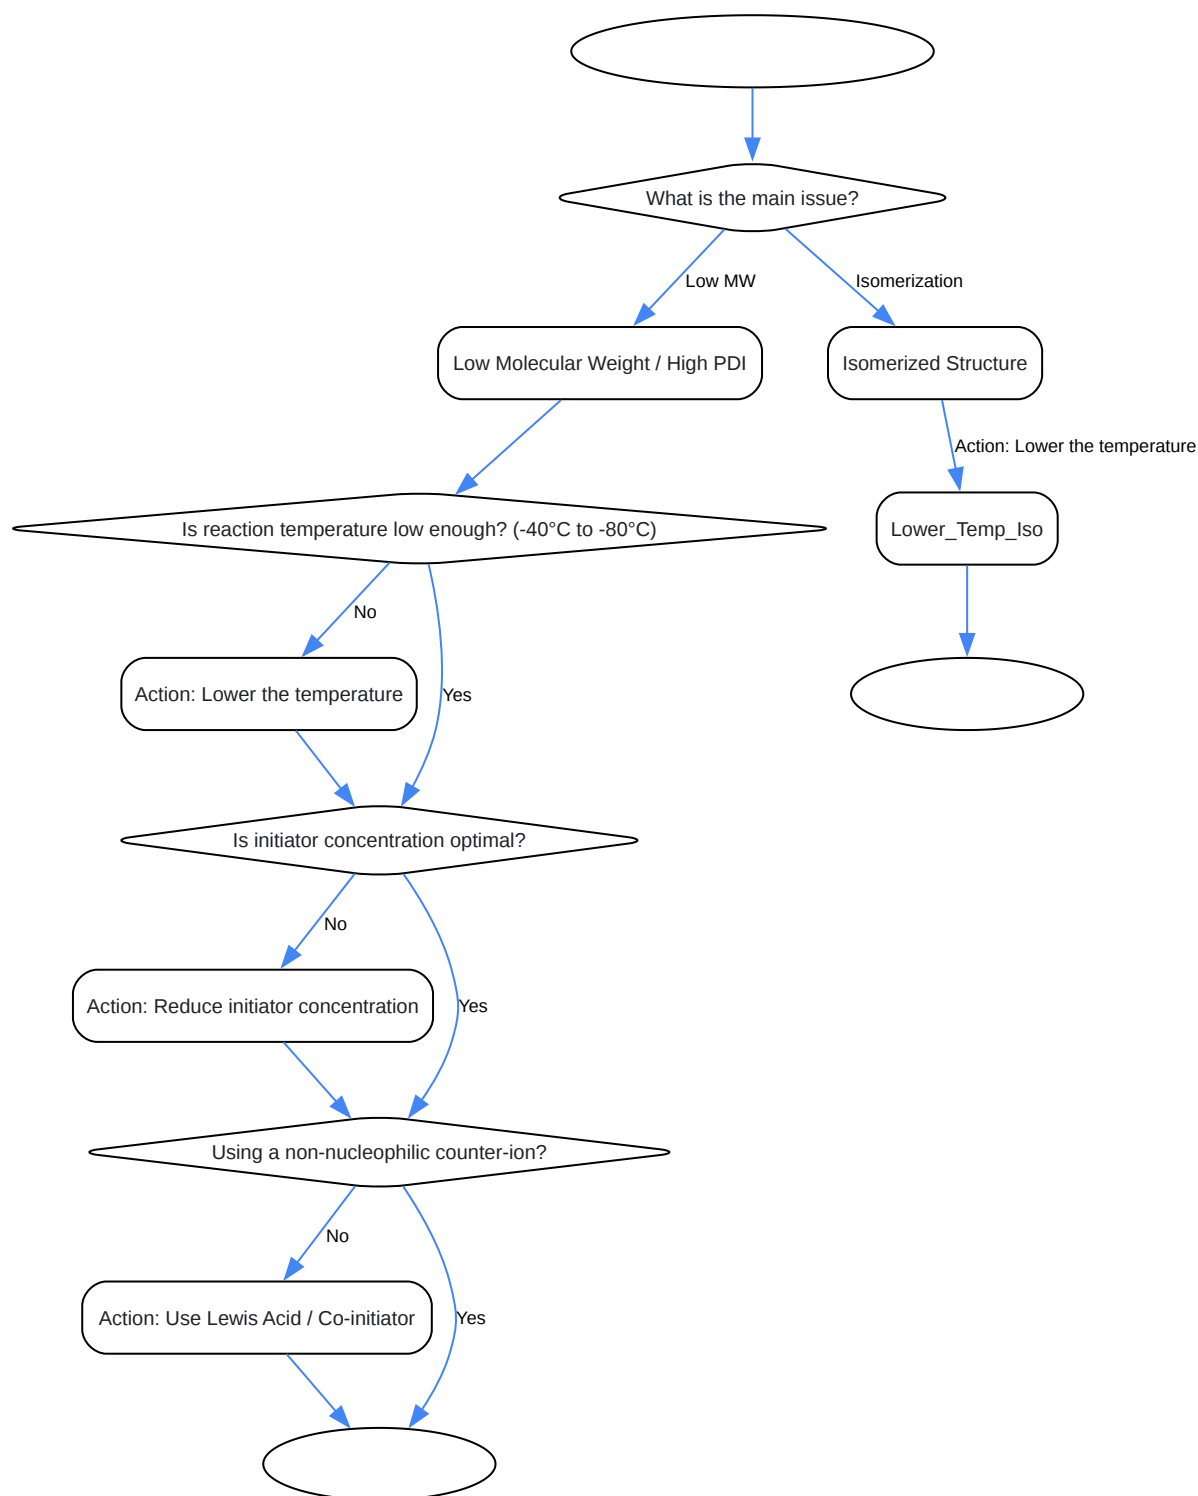 What is the main issue?
Low MW
Isomerization
Low Molecular Weight / High PDI
Isomerized Structure
Action: Lower the temperature
Is reaction temperature low enough? (-40°C to -80°C)
Lower_Temp_Iso
No
Action: Lower the temperature
Yes
Is initiator concentration optimal?
No
Action: Reduce initiator concentration
Yes
Using a non-nucleophilic counter-ion?
No
Action: Use Lewis Acid / Co-initiator
Yes